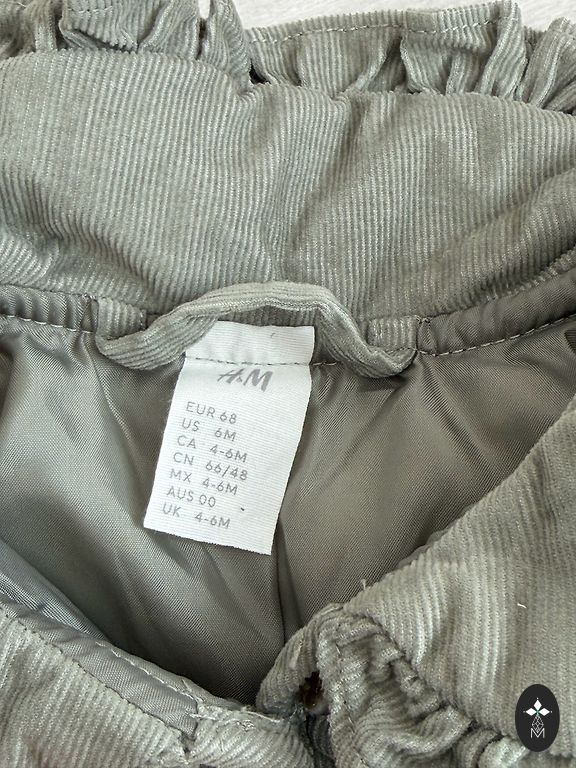 H&M
EUR 68
US 6M
CA 4-6M
CN 66/48
MX 4-6M
AUS 00
UK 4-6M
M